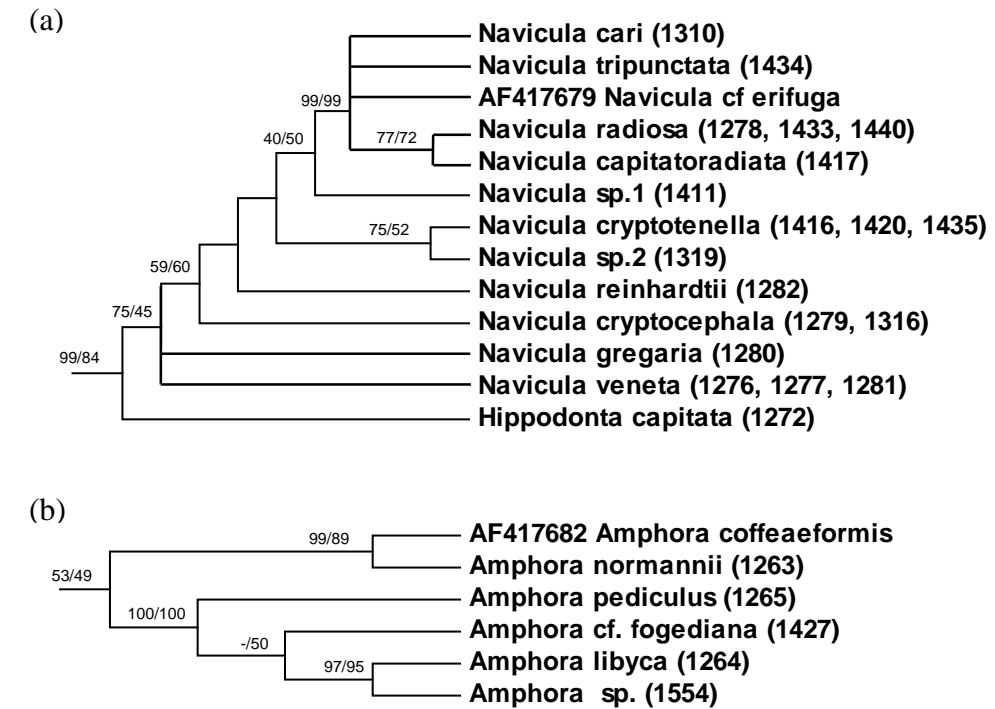 (a)
Navicula cari (1310)
Navicula tripunctata (1434)
99/99
AF417679 Navicula cf erifuga
Navicula radiosa (1278, 1433, 1440)
40/50
77/72
Navicula capitatoradiata (1417)
Navicula sp.1 (1411)
Navicula cryptotenella (1416, 1420, 1435)
75/52
Navicula sp.2 (1319)
59/60
Navicula reinhardtii (1282)
75/45
Navicula cryptocephala (1279, 1316)
99/84
Navicula gregaria (1280)
Navicula veneta (1276, 1277, 1281)
Hippodonta capitata (1272)
(b)
AF417682 Amphora coffeaeformis
99/89
Amphora normannii (1263)
53/49
Amphora pediculus (1265)
100/100
Amphora cf. fogediana (1427)
-/50
Amphora libyca (1264)
97/95
Amphora sp. (1554)